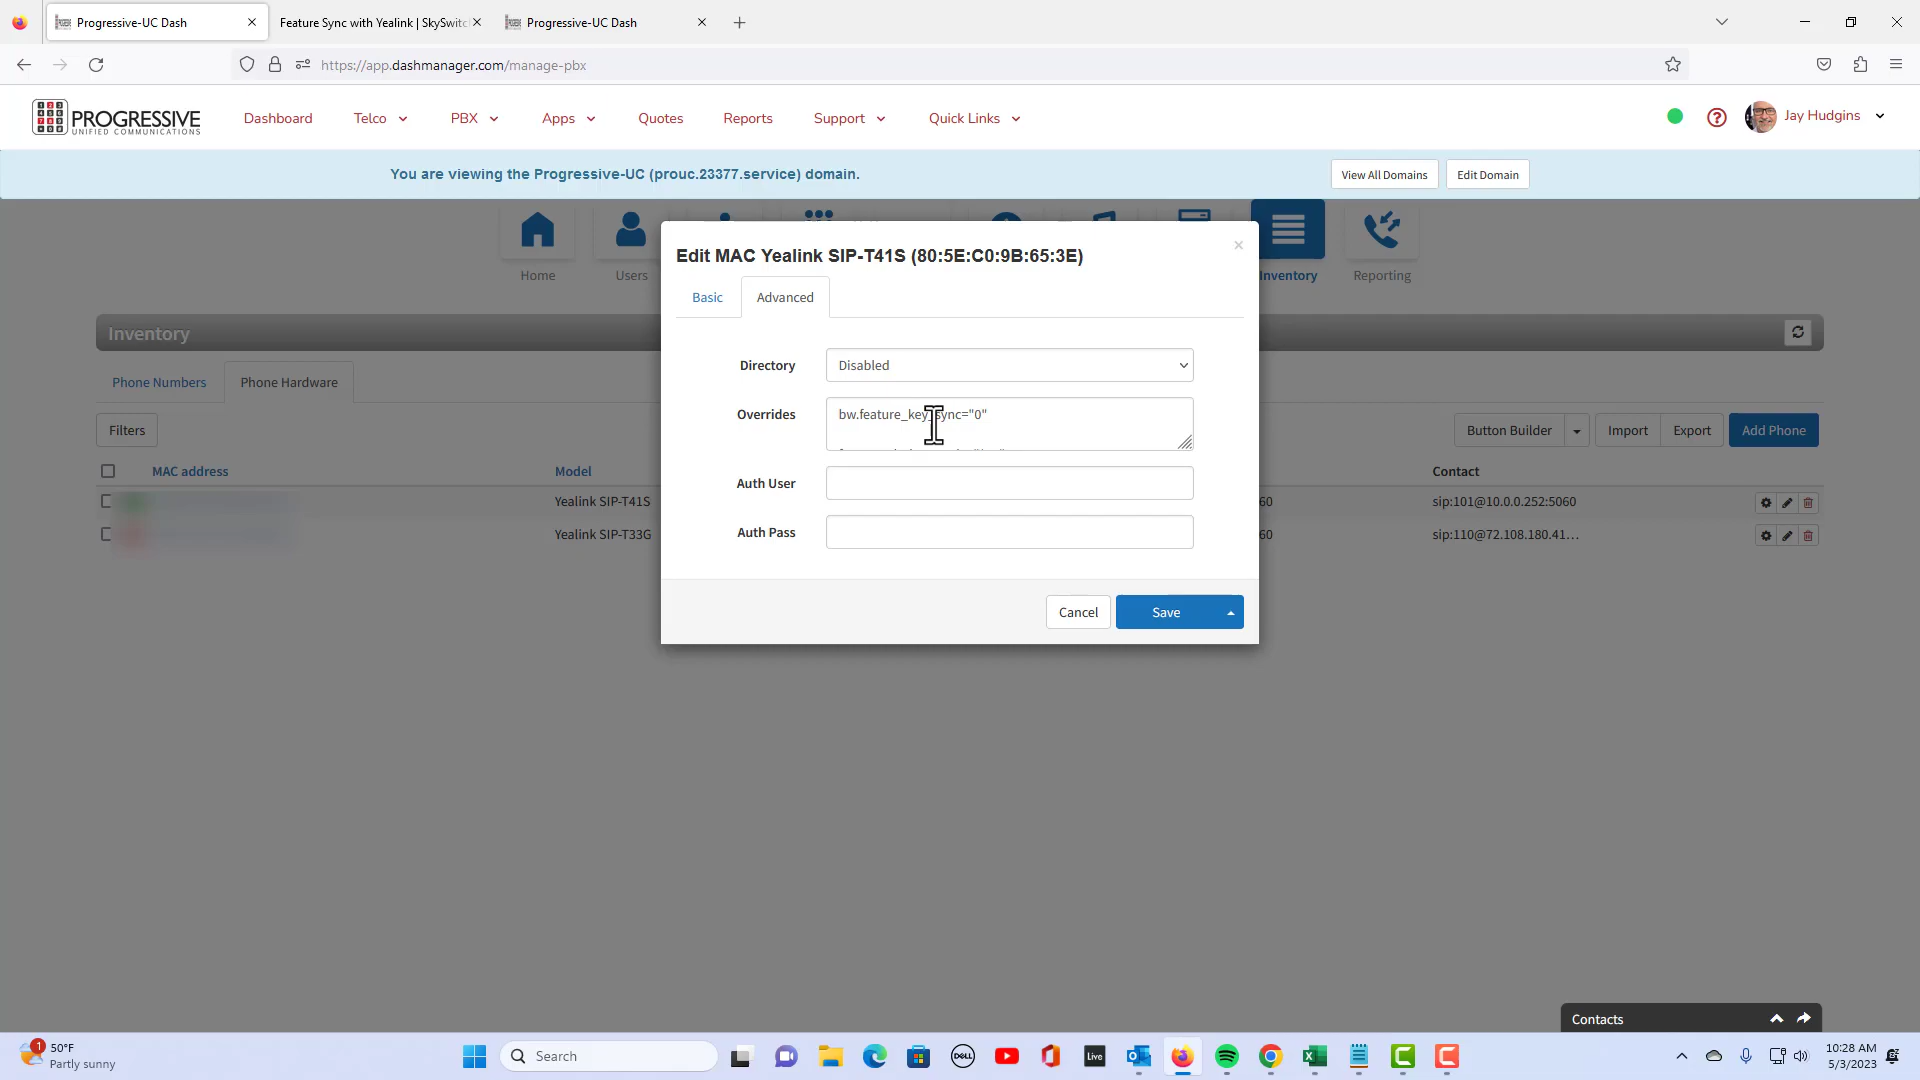 Progressive-UC Dash
Feature Sync with Yealink | SkySwitc
Progressive-UC Dash
https://app.dashmanager.com/manage-pbx
PROGRESSIVE
UNIFIED COMMUNICATIONS
Dashboard
Telco
PBX
Apps
Quotes
Reports
Support
Quick Links
Jay Hudgins
You are viewing the Progressive-UC (prouc.23377.service) domain.
View All Domains
Edit Domain
Home
Users
Inventory
Reporting
Edit MAC Yealink SIP-T41S (80:5E:C0:9B:65:3E)
×
Basic
Advanced
Inventory
Phone Numbers
Phone Hardware
Directory
Disabled
Overrides
bw.feature_key_sync="0"
Filters
Button Builder
Import
Export
Add Phone
MAC address
Model
Contact
Auth User
Yealink SIP-T41S
60
sip:101@10.0.0.252:5060
Auth Pass
Yealink SIP-T33G
60
sip:110@72.108.180.41...
Cancel
Save
Contacts
1
50°F
Partly sunny
Search
DELL
Live
10:28 AM
5/3/2023